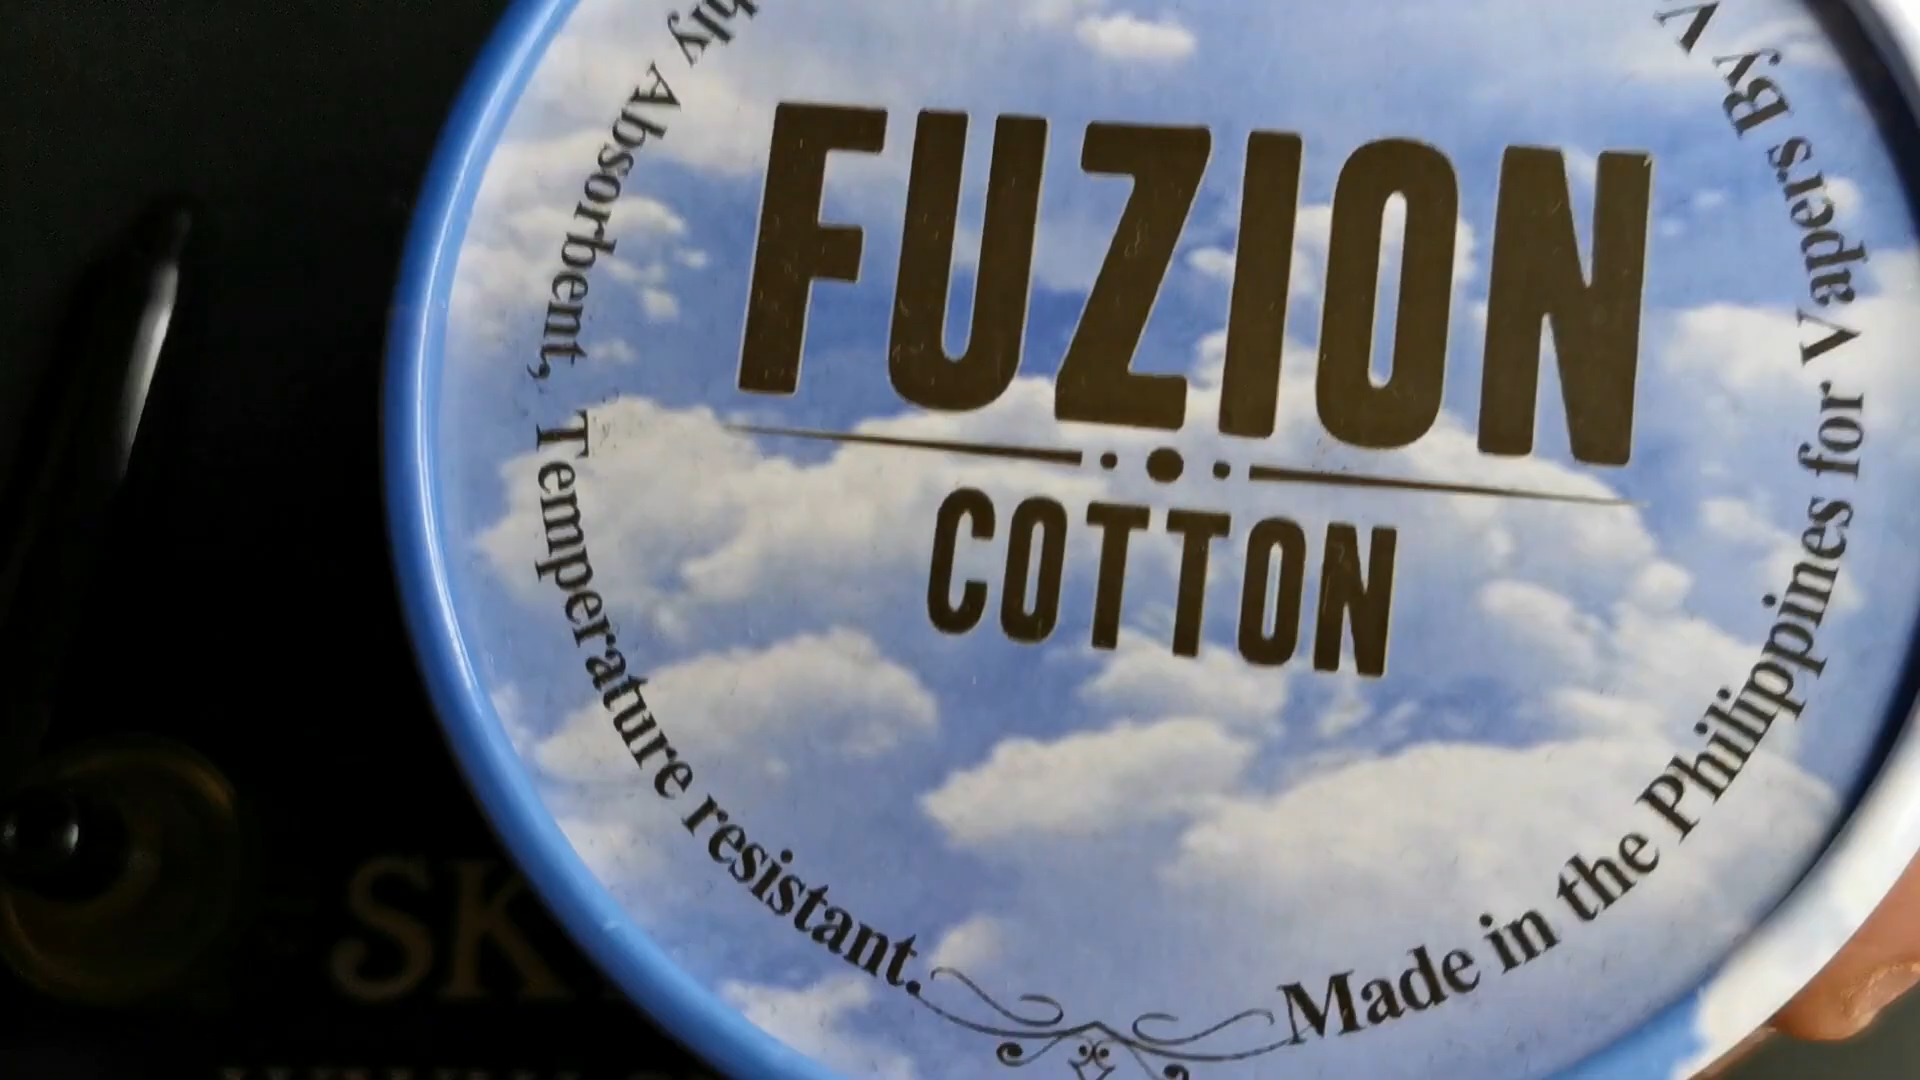 FUZION
COTTON
Absorbent, Temperature resistant.
Made in the Philippines for Vapers By